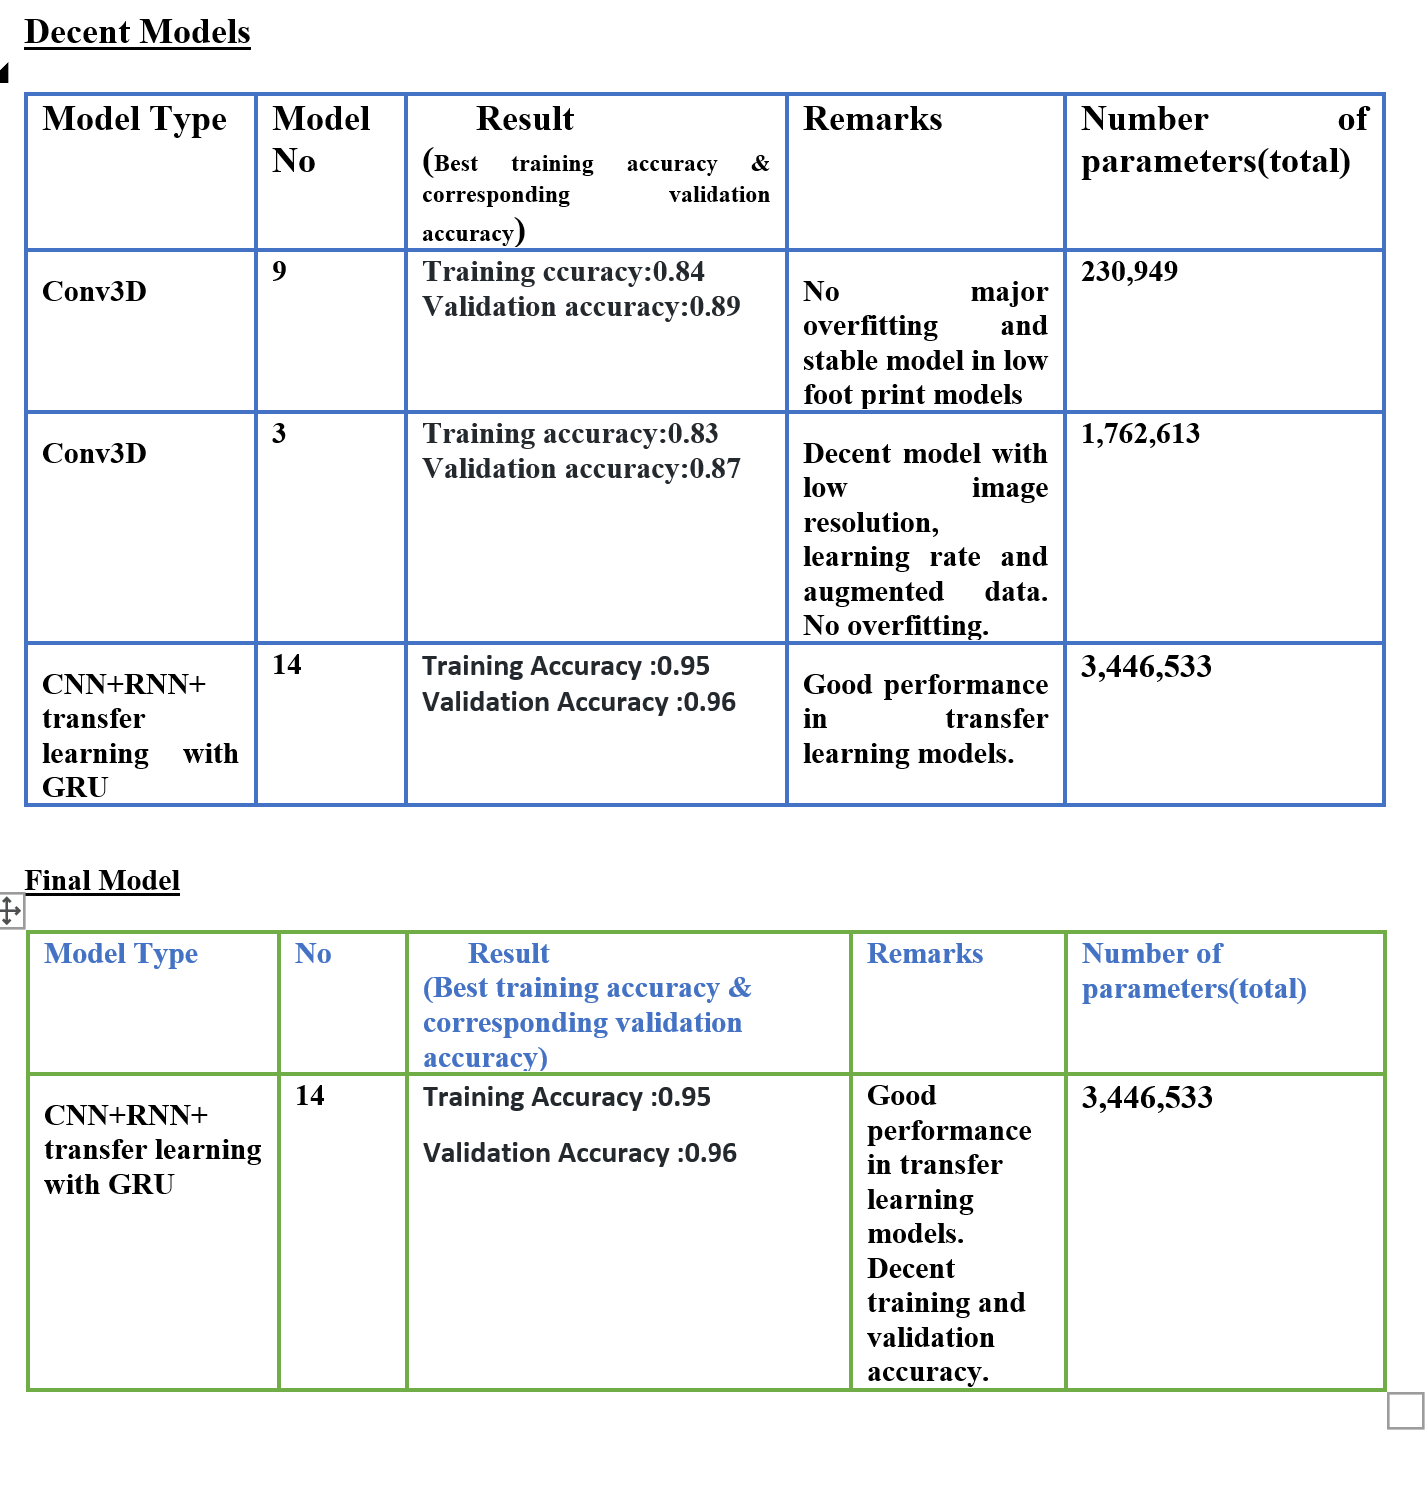 Decent Models
Model Type
Model
No
Result
(Best training accuracy &
corresponding validation
accuracy)
Remarks
Number of
parameters(total)
Conv3D
9
Training ccuracy:0.84
Validation accuracy:0.89
No major
overfitting and
stable model in low
foot print models
230,949
Conv3D
3
Training accuracy:0.83
Validation accuracy:0.87
Decent model with
low image
resolution,
learning rate and
augmented data.
No overfitting.
1,762,613
CNN+RNN+
transfer
learning with
GRU
14
Training Accuracy :0.95
Validation Accuracy :0.96
Good performance
in transfer
learning models.
3,446,533
Final Model
Model Type
No
Result
(Best training accuracy &
corresponding validation
accuracy)
Remarks
Number of
parameters(total)
CNN+RNN+
transfer learning
with GRU
14
Training Accuracy :0.95
Validation Accuracy :0.96
Good
performance
in transfer
learning
models.
Decent
training and
validation
accuracy.
3,446,533